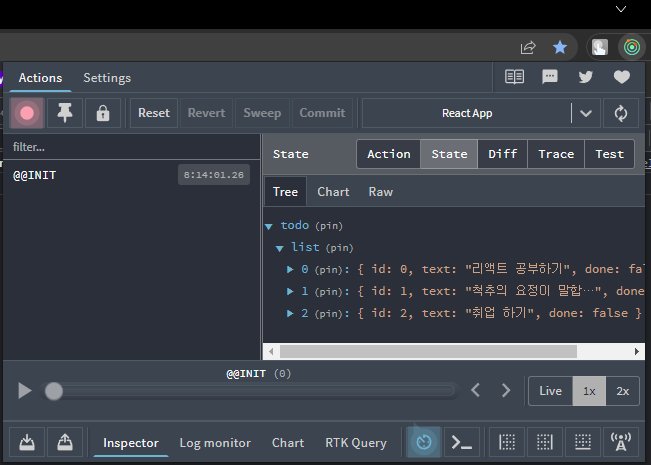 Actions Settings
Reset Revert Sweep Commit React App
filter...
@@INIT 8:14:01.26
State Action State Diff Trace Test
Tree Chart Raw
todo (pin)
list (pin)
0 (pin): { id: 0, text: "리액트 공부하기", done: fal
1 (pin): { id: 1, text: "척추의 요정이 말합…", done
2 (pin): { id: 2, text: "취업 하기", done: false }
@@INIT (0)
Live 1x 2x
Inspector Log monitor Chart RTK Query